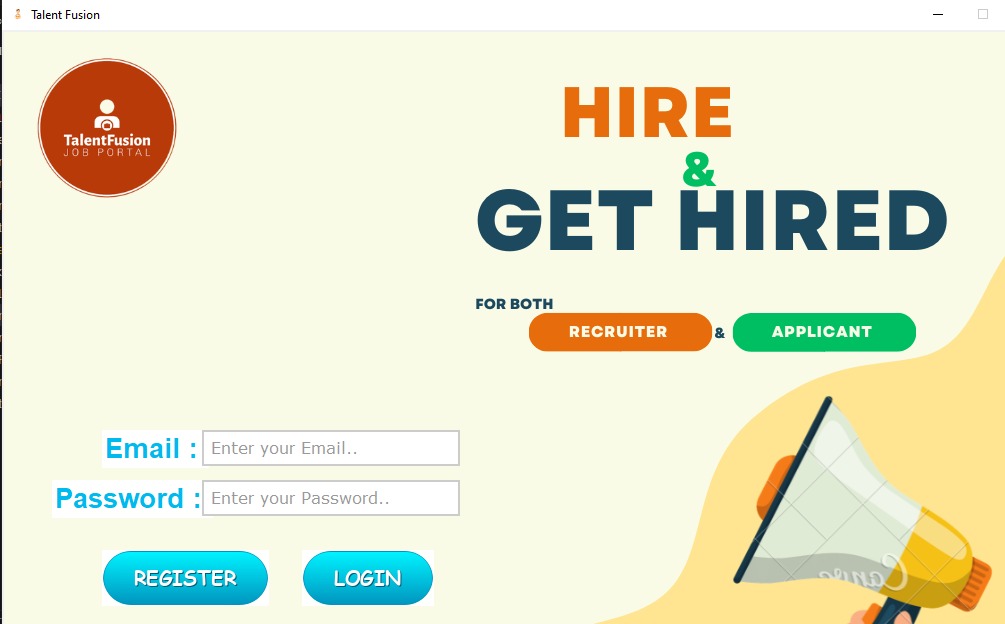 Talent Fusion
TalentFusion
JOB PORTAL
HIRE
&
GET HIRED
FOR BOTH
RECRUITER & APPLICANT
Email : Enter your Email..
Password : Enter your Password..
REGISTER LOGIN
Canva